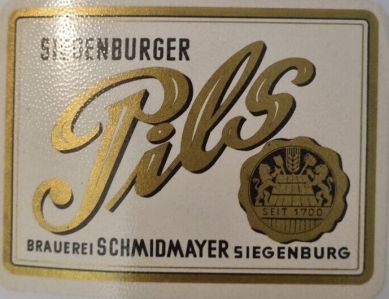 SIEGENBURGER
Pils
SEIT 1700
BRAUEREI SCHMIDMAYER SIEGENBURG